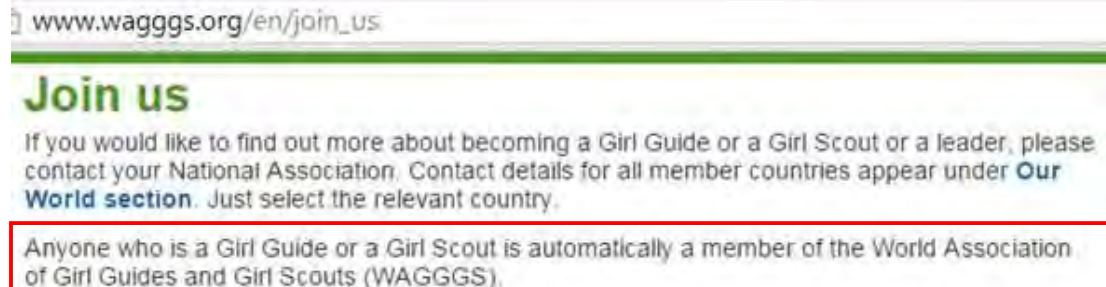 www.wagggs.org/en/join_us
Join us
If you would like to find out more about becoming a Girl Guide or a Girl Scout or a leader, please
contact your National Association. Contact details for all member countries appear under Our
World section. Just select the relevant country.
Anyone who is a Girl Guide or a Girl Scout is automatically a member of the World Association
of Girl Guides and Girl Scouts (WAGGGS).